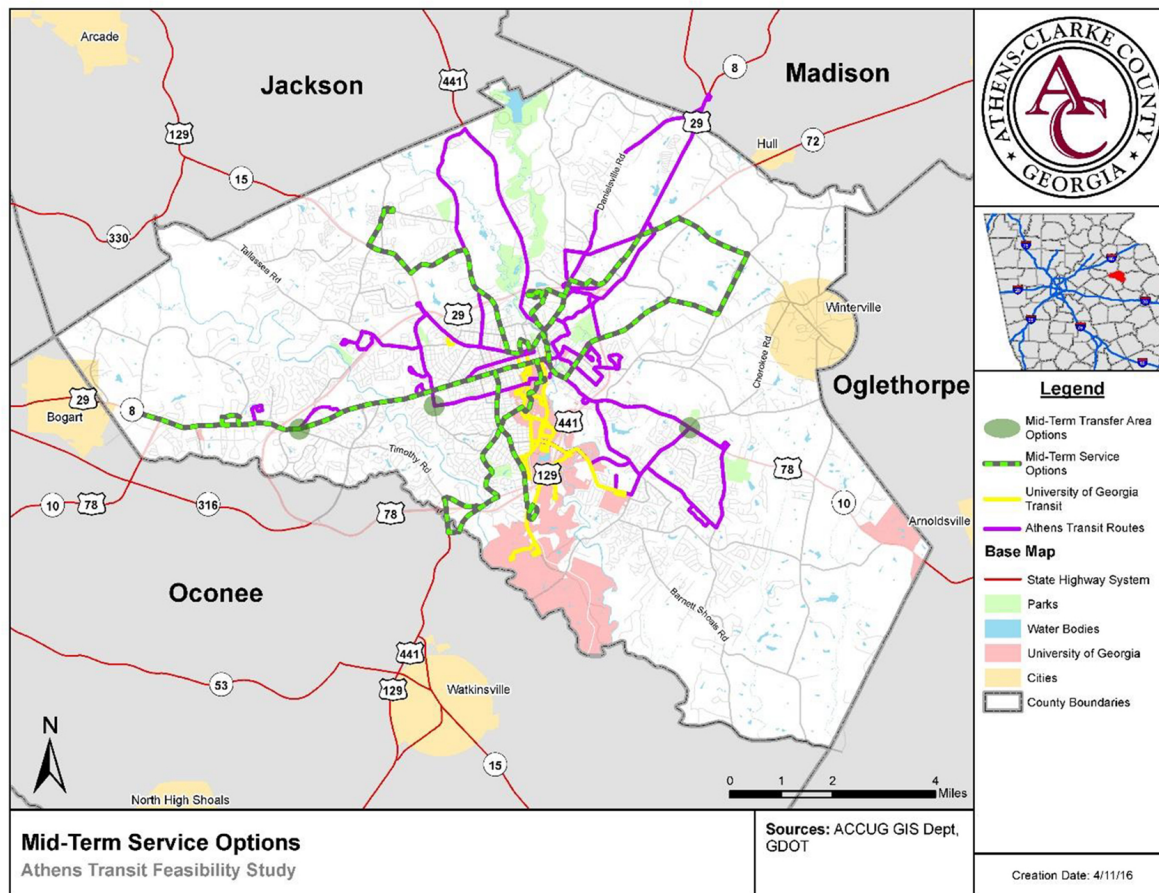 Arcade
Jackson
Madison
441
8
129
29
Hull
72
15
Danielsville Rd
330
Tallassea Rd
29
Winterville
Cherokee Rd
Oglethorpe
29
Bogart
8
441
Timothy Rd
129
78
10
78
316
78
10
Arnoldsville
Oconee
Barnett Shoals Rd
441
53
129
Watkinsville
15
N
North High Shoals
0 1 2 4
Miles
ATHENS-CLARKE COUNTY
AC
GEORGIA
Legend
Mid-Term Transfer Area
Options
Mid-Term Service
Options
University of Georgia
Transit
Athens Transit Routes
Base Map
State Highway System
Parks
Water Bodies
University of Georgia
Cities
County Boundaries
Mid-Term Service Options
Athens Transit Feasibility Study
Sources: ACCUG GIS Dept,
GDOT
Creation Date: 4/11/16